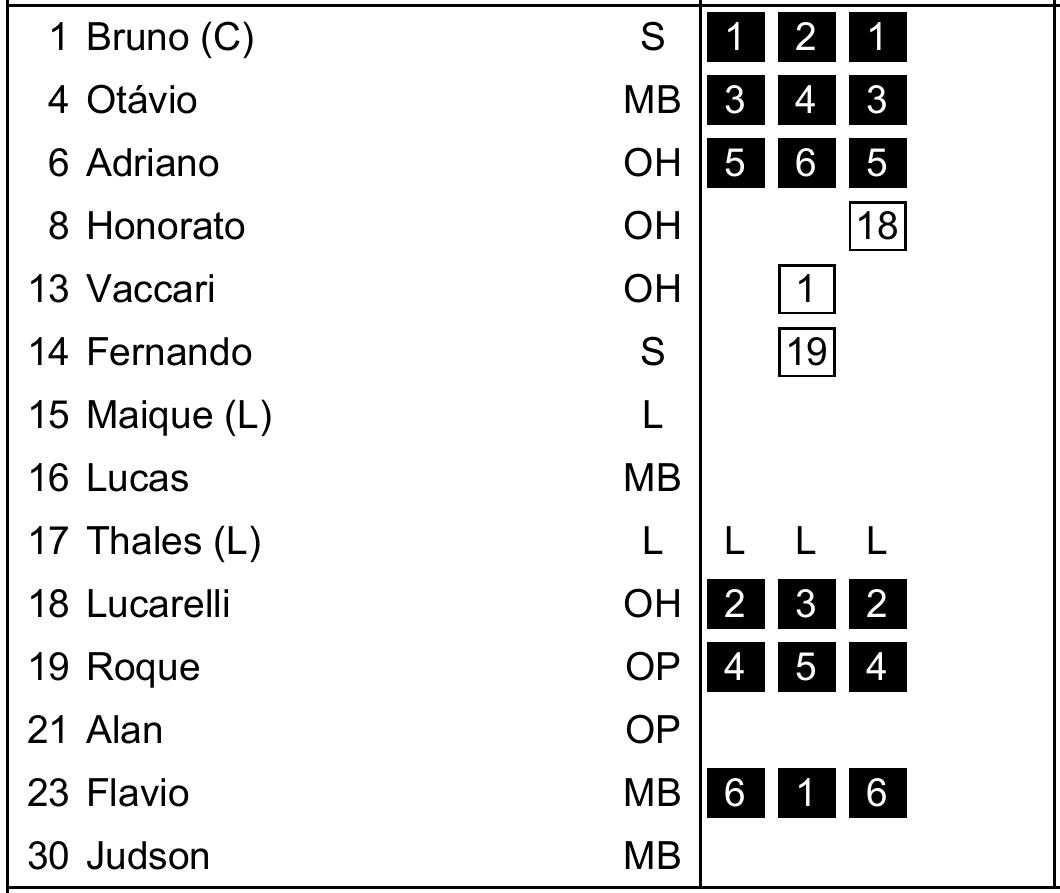 1 Bruno (C) S 1 2 1
4 Otávio MB 3 4 3
6 Adriano OH 5 6 5
8 Honorato OH 18
13 Vaccari OH 1
14 Fernando S 19
15 Maique (L) L
16 Lucas MB
17 Thales (L) L L L L
18 Lucarelli OH 2 3 2
19 Roque OP 4 5 4
21 Alan OP
23 Flavio MB 6 1 6
30 Judson MB